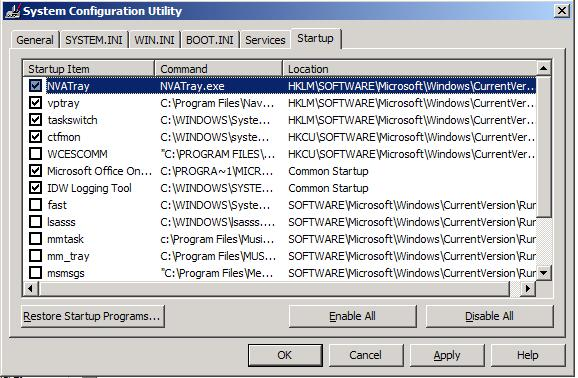 System Configuration Utility
General SYSTEM.INI WIN.INI BOOT.INI Services Startup
Startup Item Command Location
NVATray NVATray.exe HKLM\SOFTWARE\Microsoft\Windows\CurrentVer...
vptray C:\Program Files\Nav... HKLM\SOFTWARE\Microsoft\Windows\CurrentVer...
taskswitch C:\WINDOWS\Syste... HKLM\SOFTWARE\Microsoft\Windows\CurrentVer...
ctfmon C:\WINDOWS\syste... HKCU\SOFTWARE\Microsoft\Windows\CurrentVer...
WCESCOMM "C:\PROGRAM FILES\... HKCU\SOFTWARE\Microsoft\Windows\CurrentVer...
Microsoft Office On... C:\PROGRA~1\MICR... Common Startup
IDW Logging Tool C:\WINDOWS\SYSTE... Common Startup
fast C:\WINDOWS\Syste... SOFTWARE\Microsoft\Windows\CurrentVersion\Run
lsasss C:\WINDOWS\lsasss.... SOFTWARE\Microsoft\Windows\CurrentVersion\Run
mmtask c:\Program Files\Musi... SOFTWARE\Microsoft\Windows\CurrentVersion\Run
mm_tray C:\Program Files\MUS... SOFTWARE\Microsoft\Windows\CurrentVersion\Run
msmsgs "C:\Program Files\Me... SOFTWARE\Microsoft\Windows\CurrentVersion\Run
Restore Startup Programs... Enable All Disable All
OK Cancel Apply Help